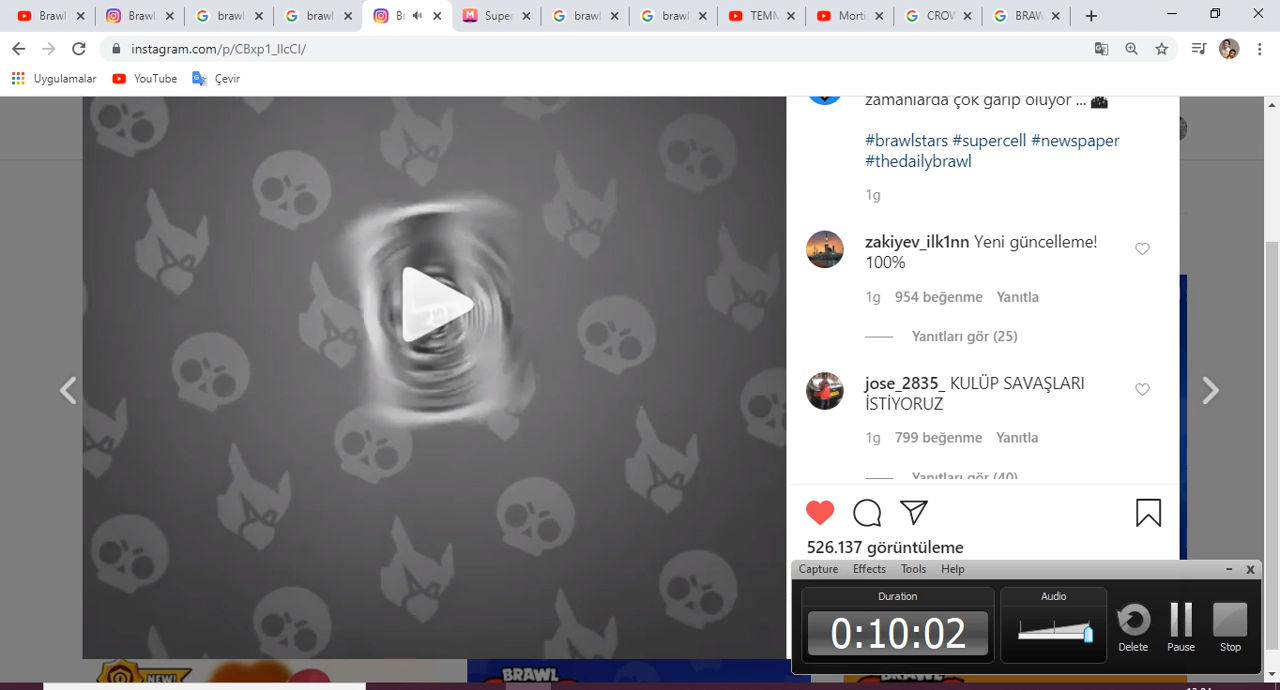 Brawl
Brawl
brawl
brawl
Br
Super
brawl
brawl
TEMM
Morti
CROW
BRAW
instagram.com/p/CBxp1_IIcCI/
Uygulamalar
YouTube
Çevir
zamanlarda çok garip oluyor ...
#brawlstars #supercell #newspaper
#thedailybrawl
1g
zakiyev_ilk1nn Yeni güncelleme!
100%
1g 954 beğenme Yanıtla
Yanıtları gör (25)
jose_2835_ KULÜP SAVAŞLARI
İSTİYORUZ
1g 799 beğenme Yanıtla
Yanıtları gör (40)
526.137 görüntüleme
Capture Effects Tools Help
Duration
0:10:02
Audio
Delete
Pause
Stop
NEW!
BRAWL